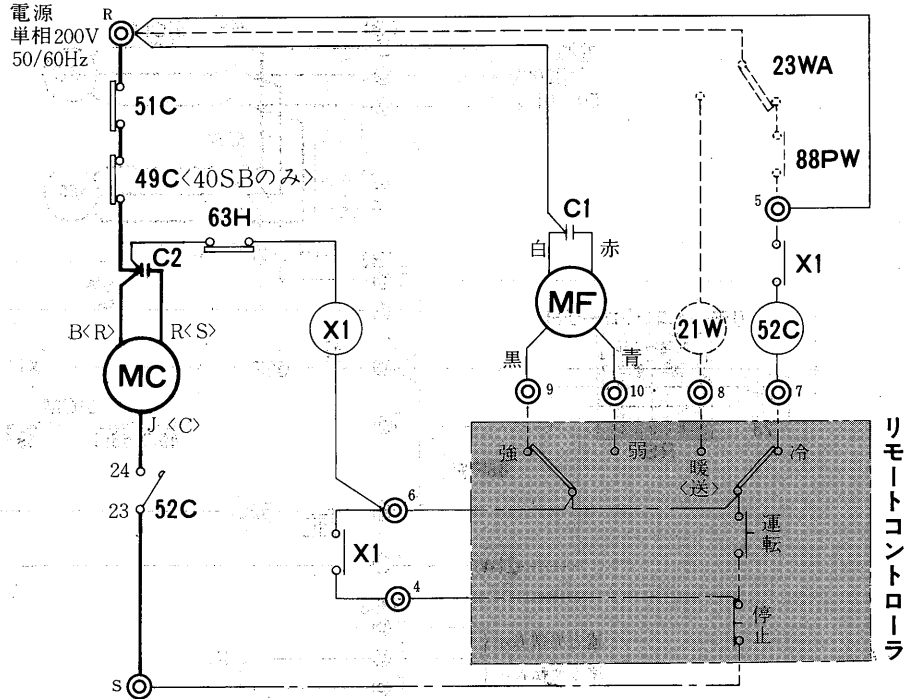 電源
単相200V
50/60Hz
R
51C
49C<40SBのみ>
63H
C2
B<R>
R<S>
MC
J<C>
24
23
52C
S
X1
6
X1
4
C1
白
赤
MF
黒
青
9
10
23WA
88PW
5
X1
21W
52C
8
7
強
弱
暖
<送>
冷
運転
停止
リモートコントローラ